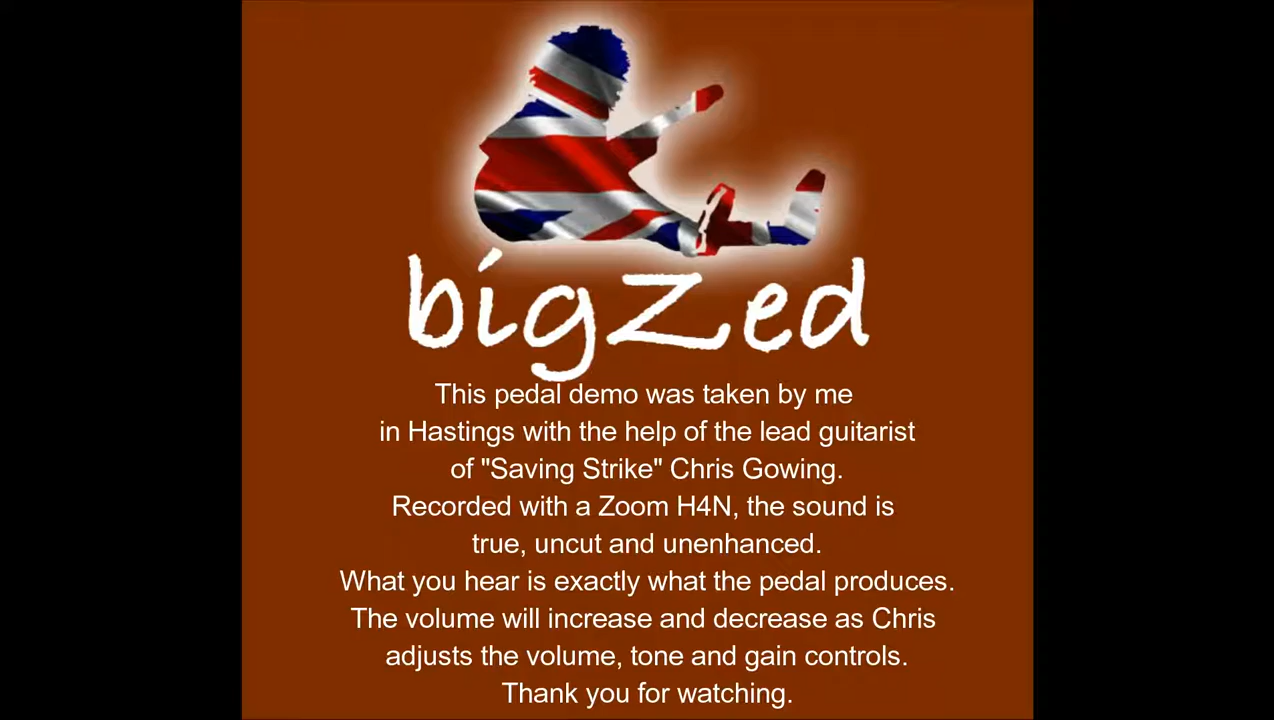 bigZed
This pedal demo was taken by me
in Hastings with the help of the lead guitarist
of "Saving Strike" Chris Gowing.
Recorded with a Zoom H4N, the sound is
true, uncut and unenhanced.
What you hear is exactly what the pedal produces.
The volume will increase and decrease as Chris
adjusts the volume, tone and gain controls.
Thank you for watching.